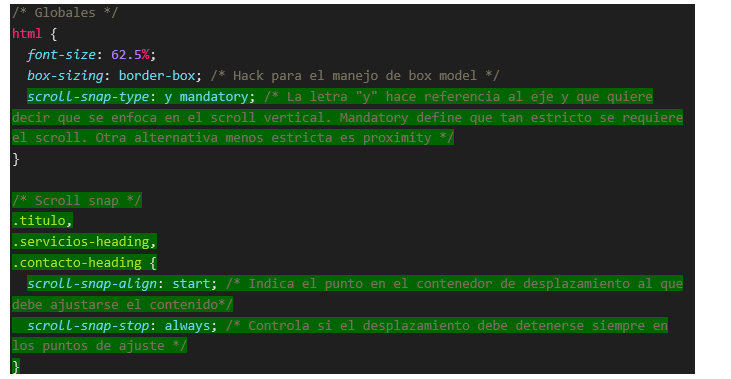 /* Globales */
html {
  font-size: 62.5%;
  box-sizing: border-box; /* Hack para el manejo de box model */
  scroll-snap-type: y mandatory; /* La letra "y" hace referencia al eje y que quiere
decir que se enfoca en el scroll vertical. Mandatory define que tan estricto se requiere
el scroll. Otra alternativa menos estricta es proximity */
}

/* Scroll snap */
.titulo,
.servicios-heading,
.contacto-heading {
  scroll-snap-align: start; /* Indica el punto en el contenedor de desplazamiento al que
debe ajustarse el contenido*/
  scroll-snap-stop: always; /* Controla si el desplazamiento debe detenerse siempre en
los puntos de ajuste */
}